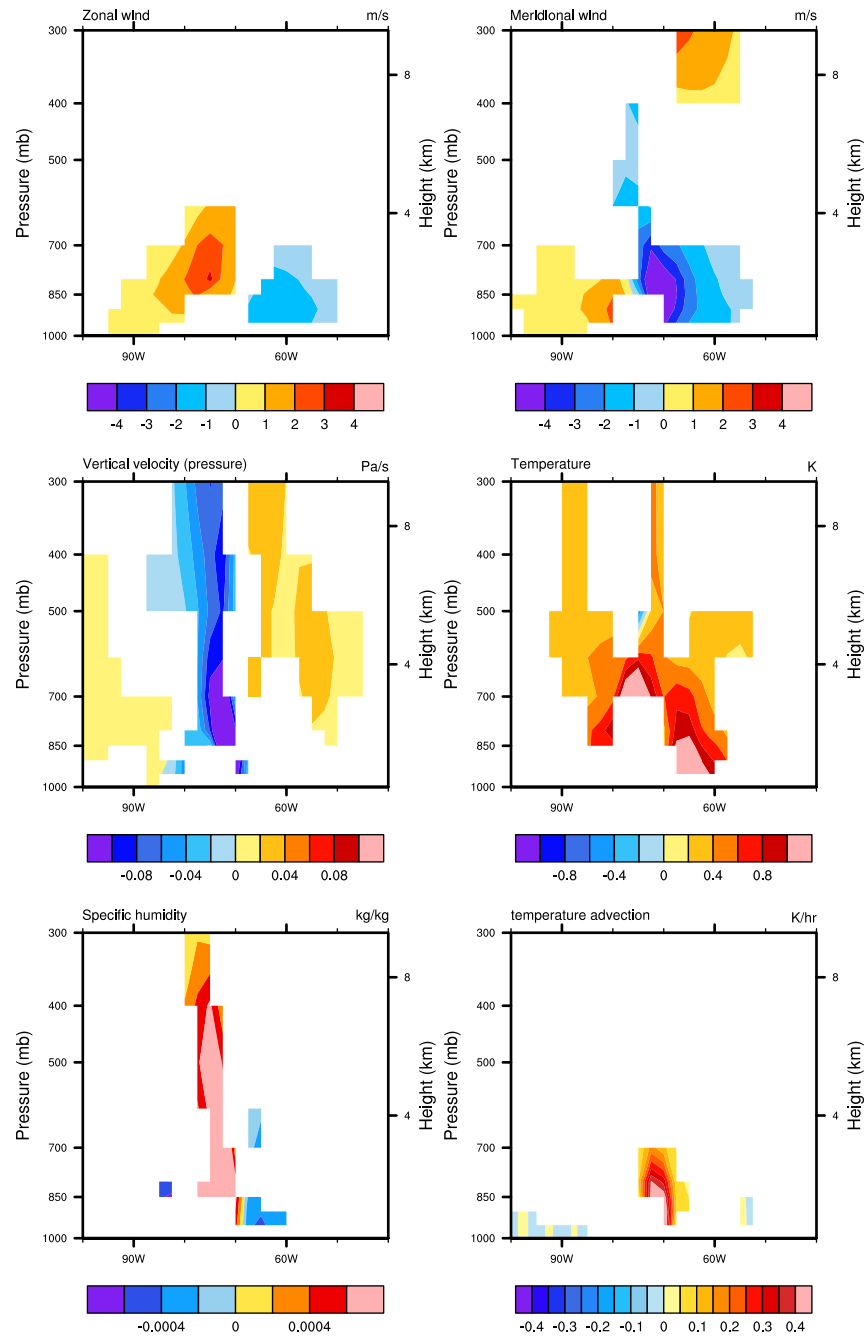 Zonal wind m/s
300
400
500
700
850
1000
Pressure (mb)
8
4
Height (km)
90W 60W
-4 -3 -2 -1 0 1 2 3 4
Meridional wind m/s
300
400
500
700
850
1000
Pressure (mb)
8
4
Height (km)
90W 60W
-4 -3 -2 -1 0 1 2 3 4
Vertical velocity (pressure) Pa/s
300
400
500
700
850
1000
Pressure (mb)
8
4
Height (km)
90W 60W
-0.08 -0.04 0 0.04 0.08
Temperature K
300
400
500
700
850
1000
Pressure (mb)
8
4
Height (km)
90W 60W
-0.8 -0.4 0 0.4 0.8
Specific humidity kg/kg
300
400
500
700
850
1000
Pressure (mb)
8
4
Height (km)
90W 60W
-0.0004 0 0.0004
temperature advection K/hr
300
400
500
700
850
1000
Pressure (mb)
8
4
Height (km)
90W 60W
-0.4 -0.3 -0.2 -0.1 0 0.1 0.2 0.3 0.4